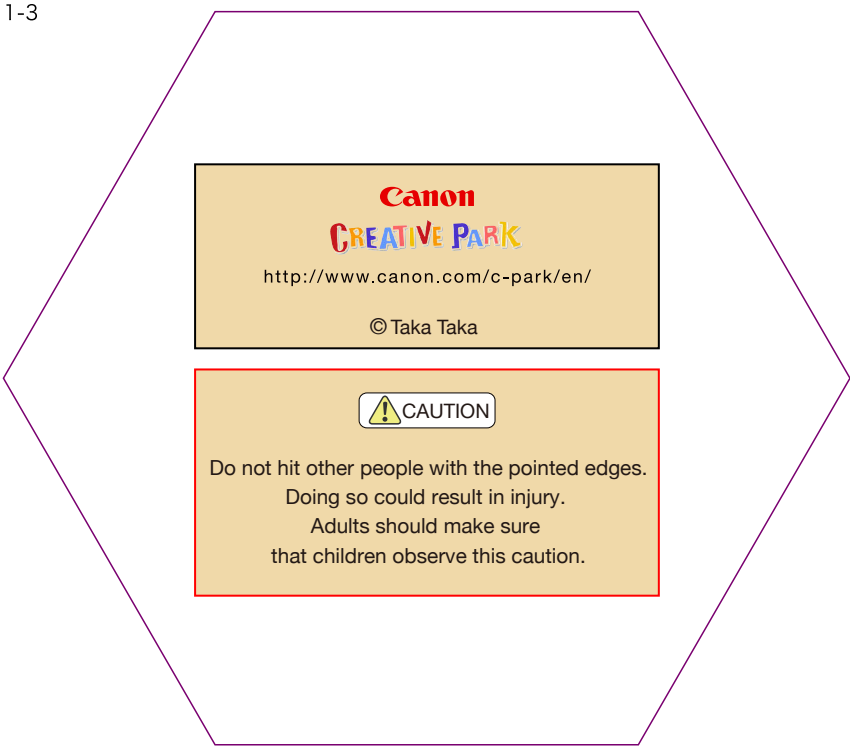 1-3
Canon
CREATIVE PARK
http://www.canon.com/c-park/en/
© Taka Taka
CAUTION
Do not hit other people with the pointed edges.
Doing so could result in injury.
Adults should make sure
that children observe this caution.